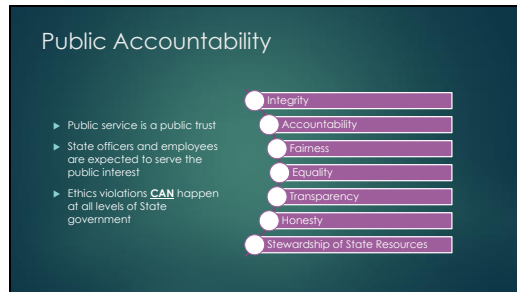 Public Accountability
► Public service is a public trust
► State officers and employees
are expected to serve the
public interest
► Ethics violations CAN happen
at all levels of State
government
Integrity
Accountability
Fairness
Equality
Transparency
Honesty
Stewardship of State Resources